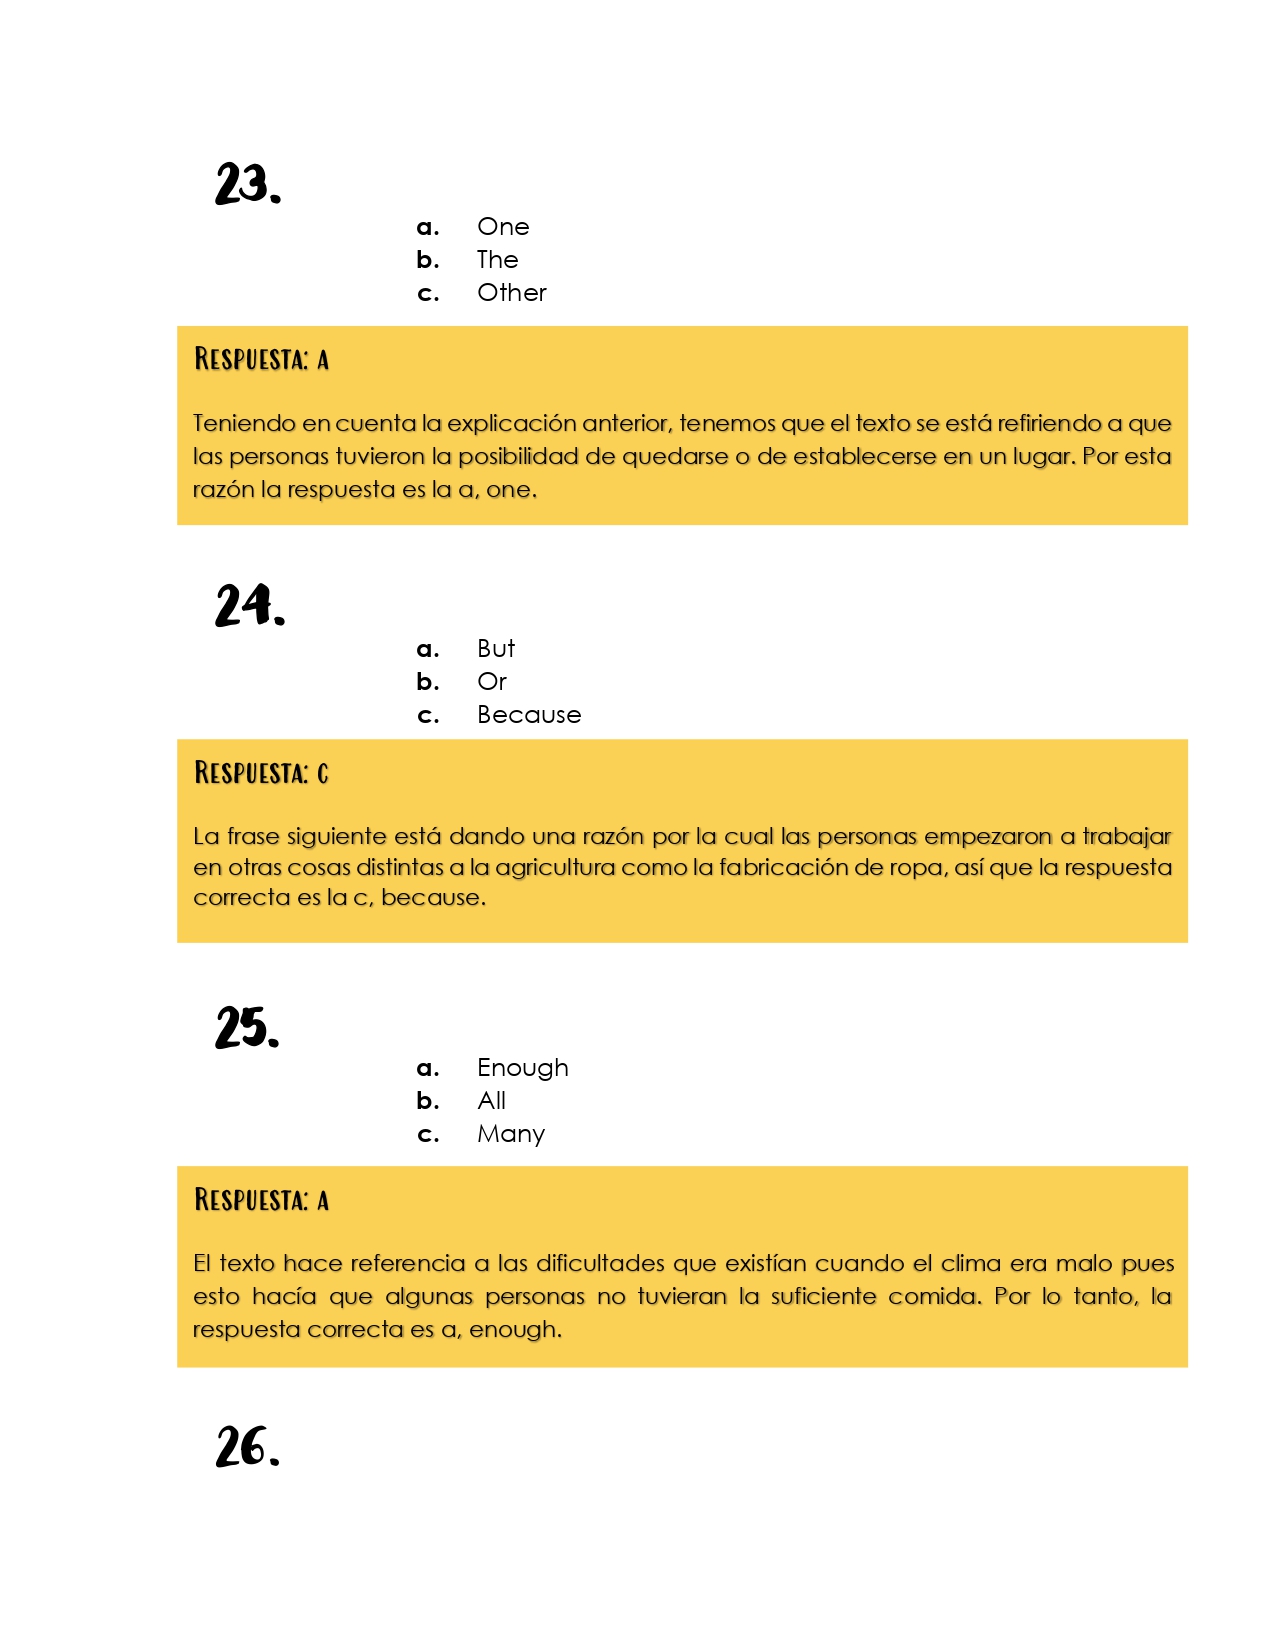 23.
a. One
b. The
c. Other
Respuesta: a
Teniendo en cuenta la explicación anterior, tenemos que el texto se está refiriendo a que
las personas tuvieron la posibilidad de quedarse o de establecerse en un lugar. Por esta
razón la respuesta es la a, one.
24.
a. But
b. Or
c. Because
Respuesta: c
La frase siguiente está dando una razón por la cual las personas empezaron a trabajar
en otras cosas distintas a la agricultura como la fabricación de ropa, así que la respuesta
correcta es la c, because.
25.
a. Enough
b. All
c. Many
Respuesta: a
El texto hace referencia a las dificultades que existían cuando el clima era malo pues
esto hacía que algunas personas no tuvieran la suficiente comida. Por lo tanto, la
respuesta correcta es a, enough.
26.